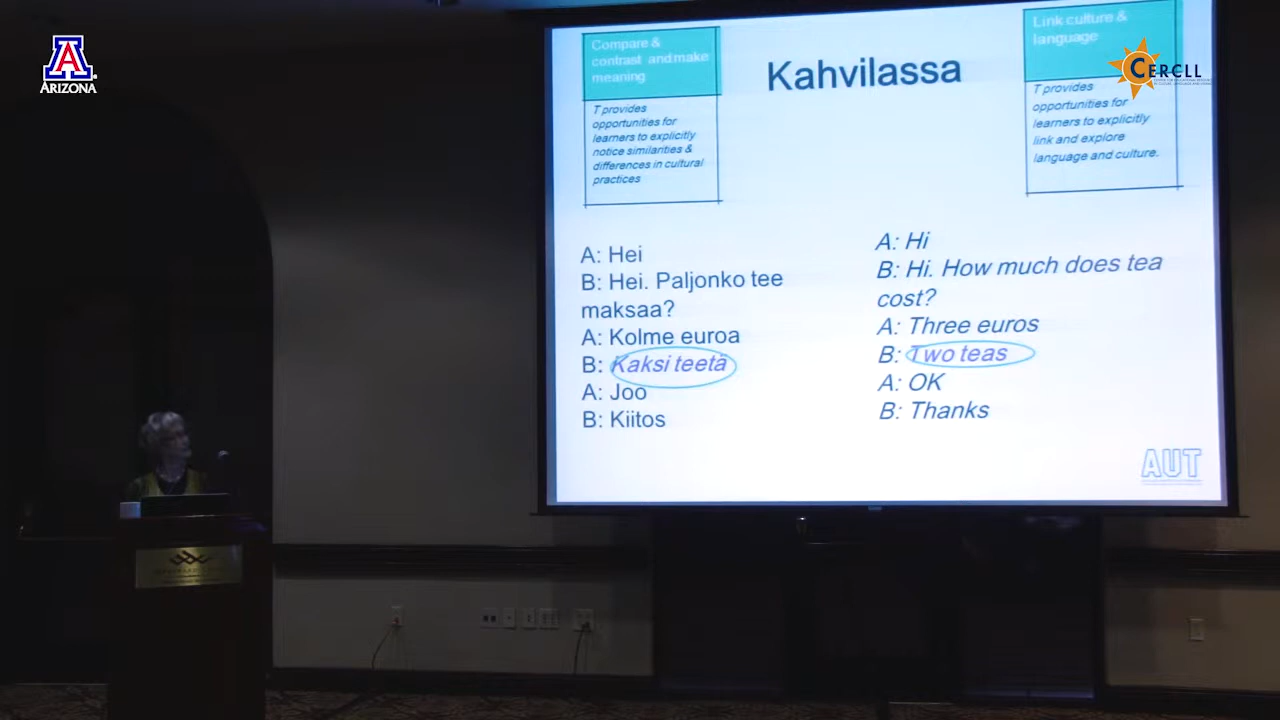 ARIZONA
CERCLL
Compare &
contrast and make
meaning
T provides
opportunities for
learners to explicitly
notice similarities &
differences in cultural
practices
Kahvilassa
Link culture &
language
T provides
opportunities for
learners to explicitly
link and explore
language and culture.
A: Hei
B: Hei. Paljonko tee
maksaa?
A: Kolme euroa
B: Kaksi teetä
A: Joo
B: Kiitos
A: Hi
B: Hi. How much does tea
cost?
A: Three euros
B: Two teas
A: OK
B: Thanks
AUT